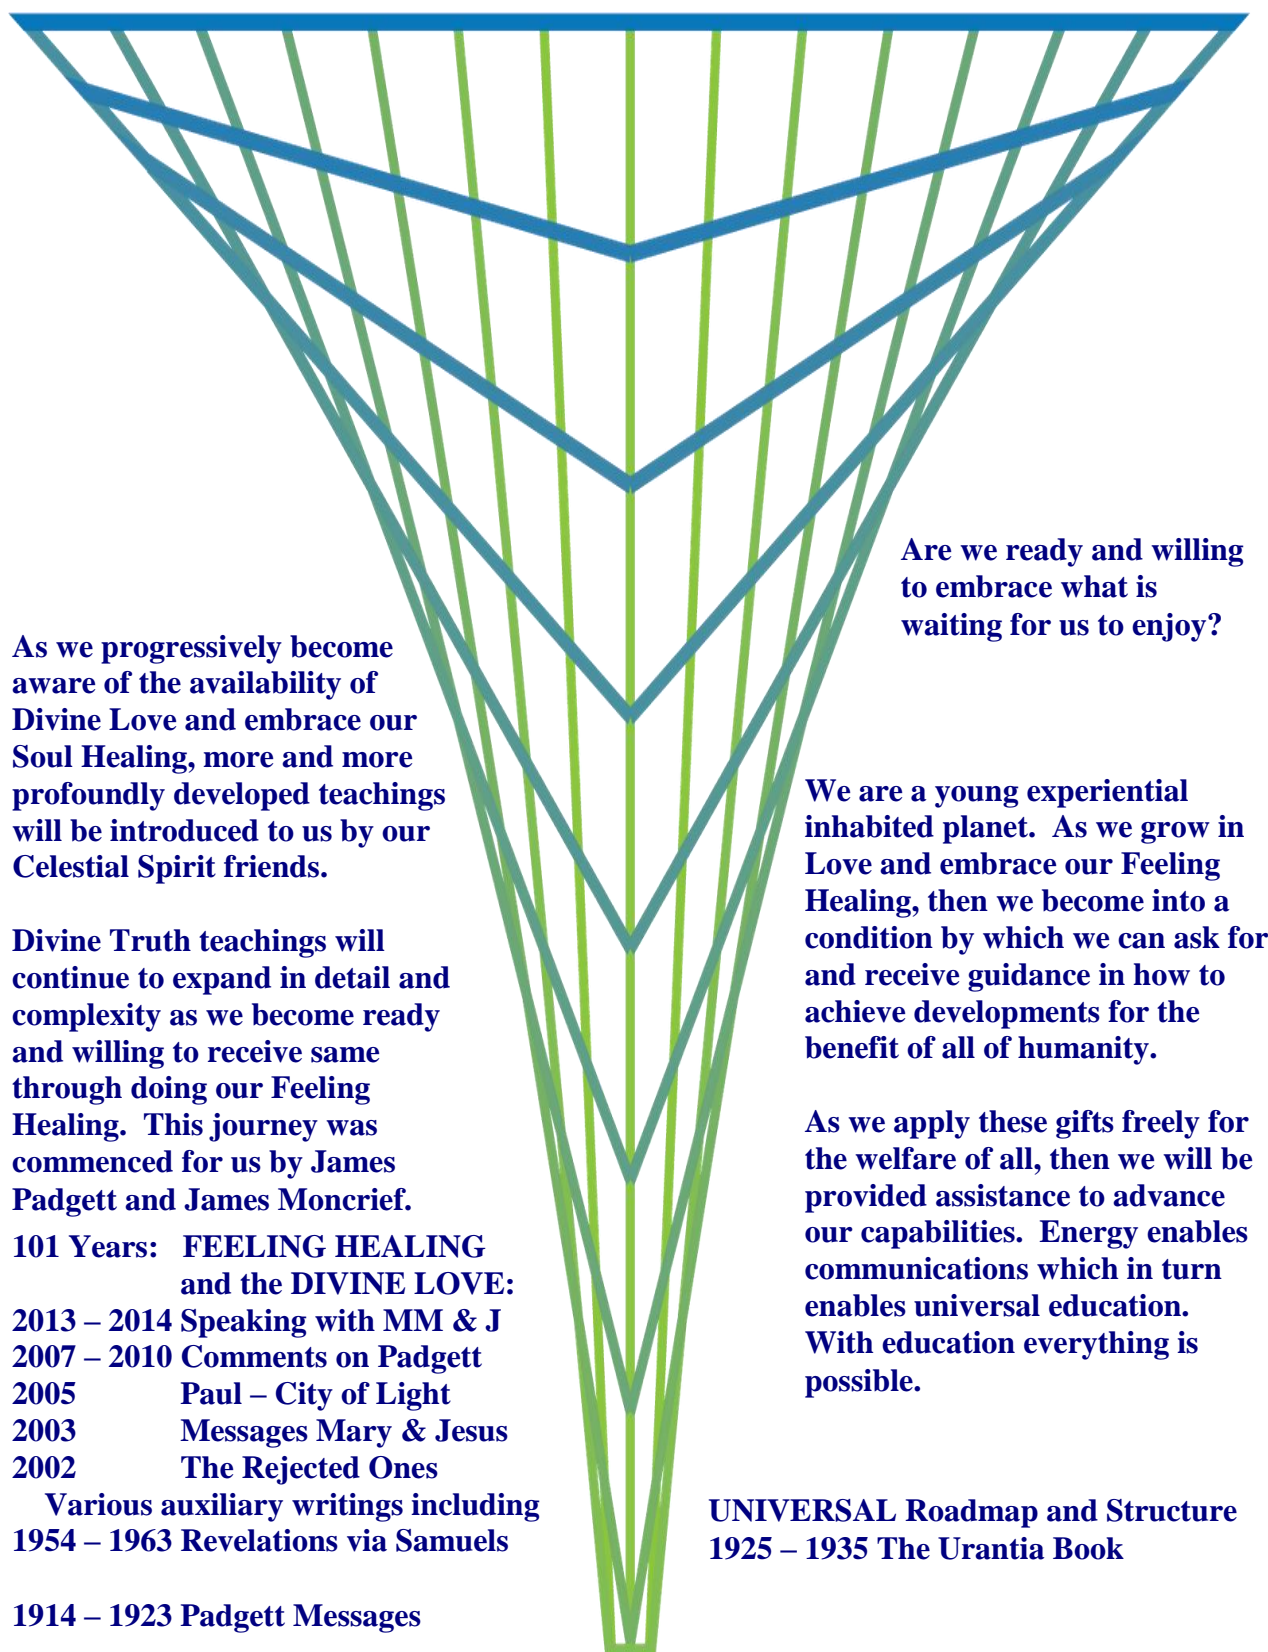 Are we ready and willing
to embrace what is
waiting for us to enjoy?
As we progressively become
aware of the availability of
Divine Love and embrace our
Soul Healing, more and more
profoundly developed teachings
will be introduced to us by our
Celestial Spirit friends.
Divine Truth teachings will
continue to expand in detail and
complexity as we become ready
and willing to receive same
through doing our Feeling
Healing.  This journey was
commenced for us by James
Padgett and James Moncrief.
101 Years:   FEELING HEALING
and the DIVINE LOVE:
2013 – 2014 Speaking with MM & J
2007 – 2010 Comments on Padgett
2005 Paul – City of Light
2003 Messages Mary & Jesus
2002 The Rejected Ones
Various auxiliary writings including
1954 – 1963 Revelations via Samuels
1914 – 1923 Padgett Messages
We are a young experiential
inhabited planet.  As we grow in
Love and embrace our Feeling
Healing, then we become into a
condition by which we can ask for
and receive guidance in how to
achieve developments for the
benefit of all of humanity.
As we apply these gifts freely for
the welfare of all, then we will be
provided assistance to advance
our capabilities.  Energy enables
communications which in turn
enables universal education.
With education everything is
possible.
UNIVERSAL Roadmap and Structure
1925 – 1935 The Urantia Book